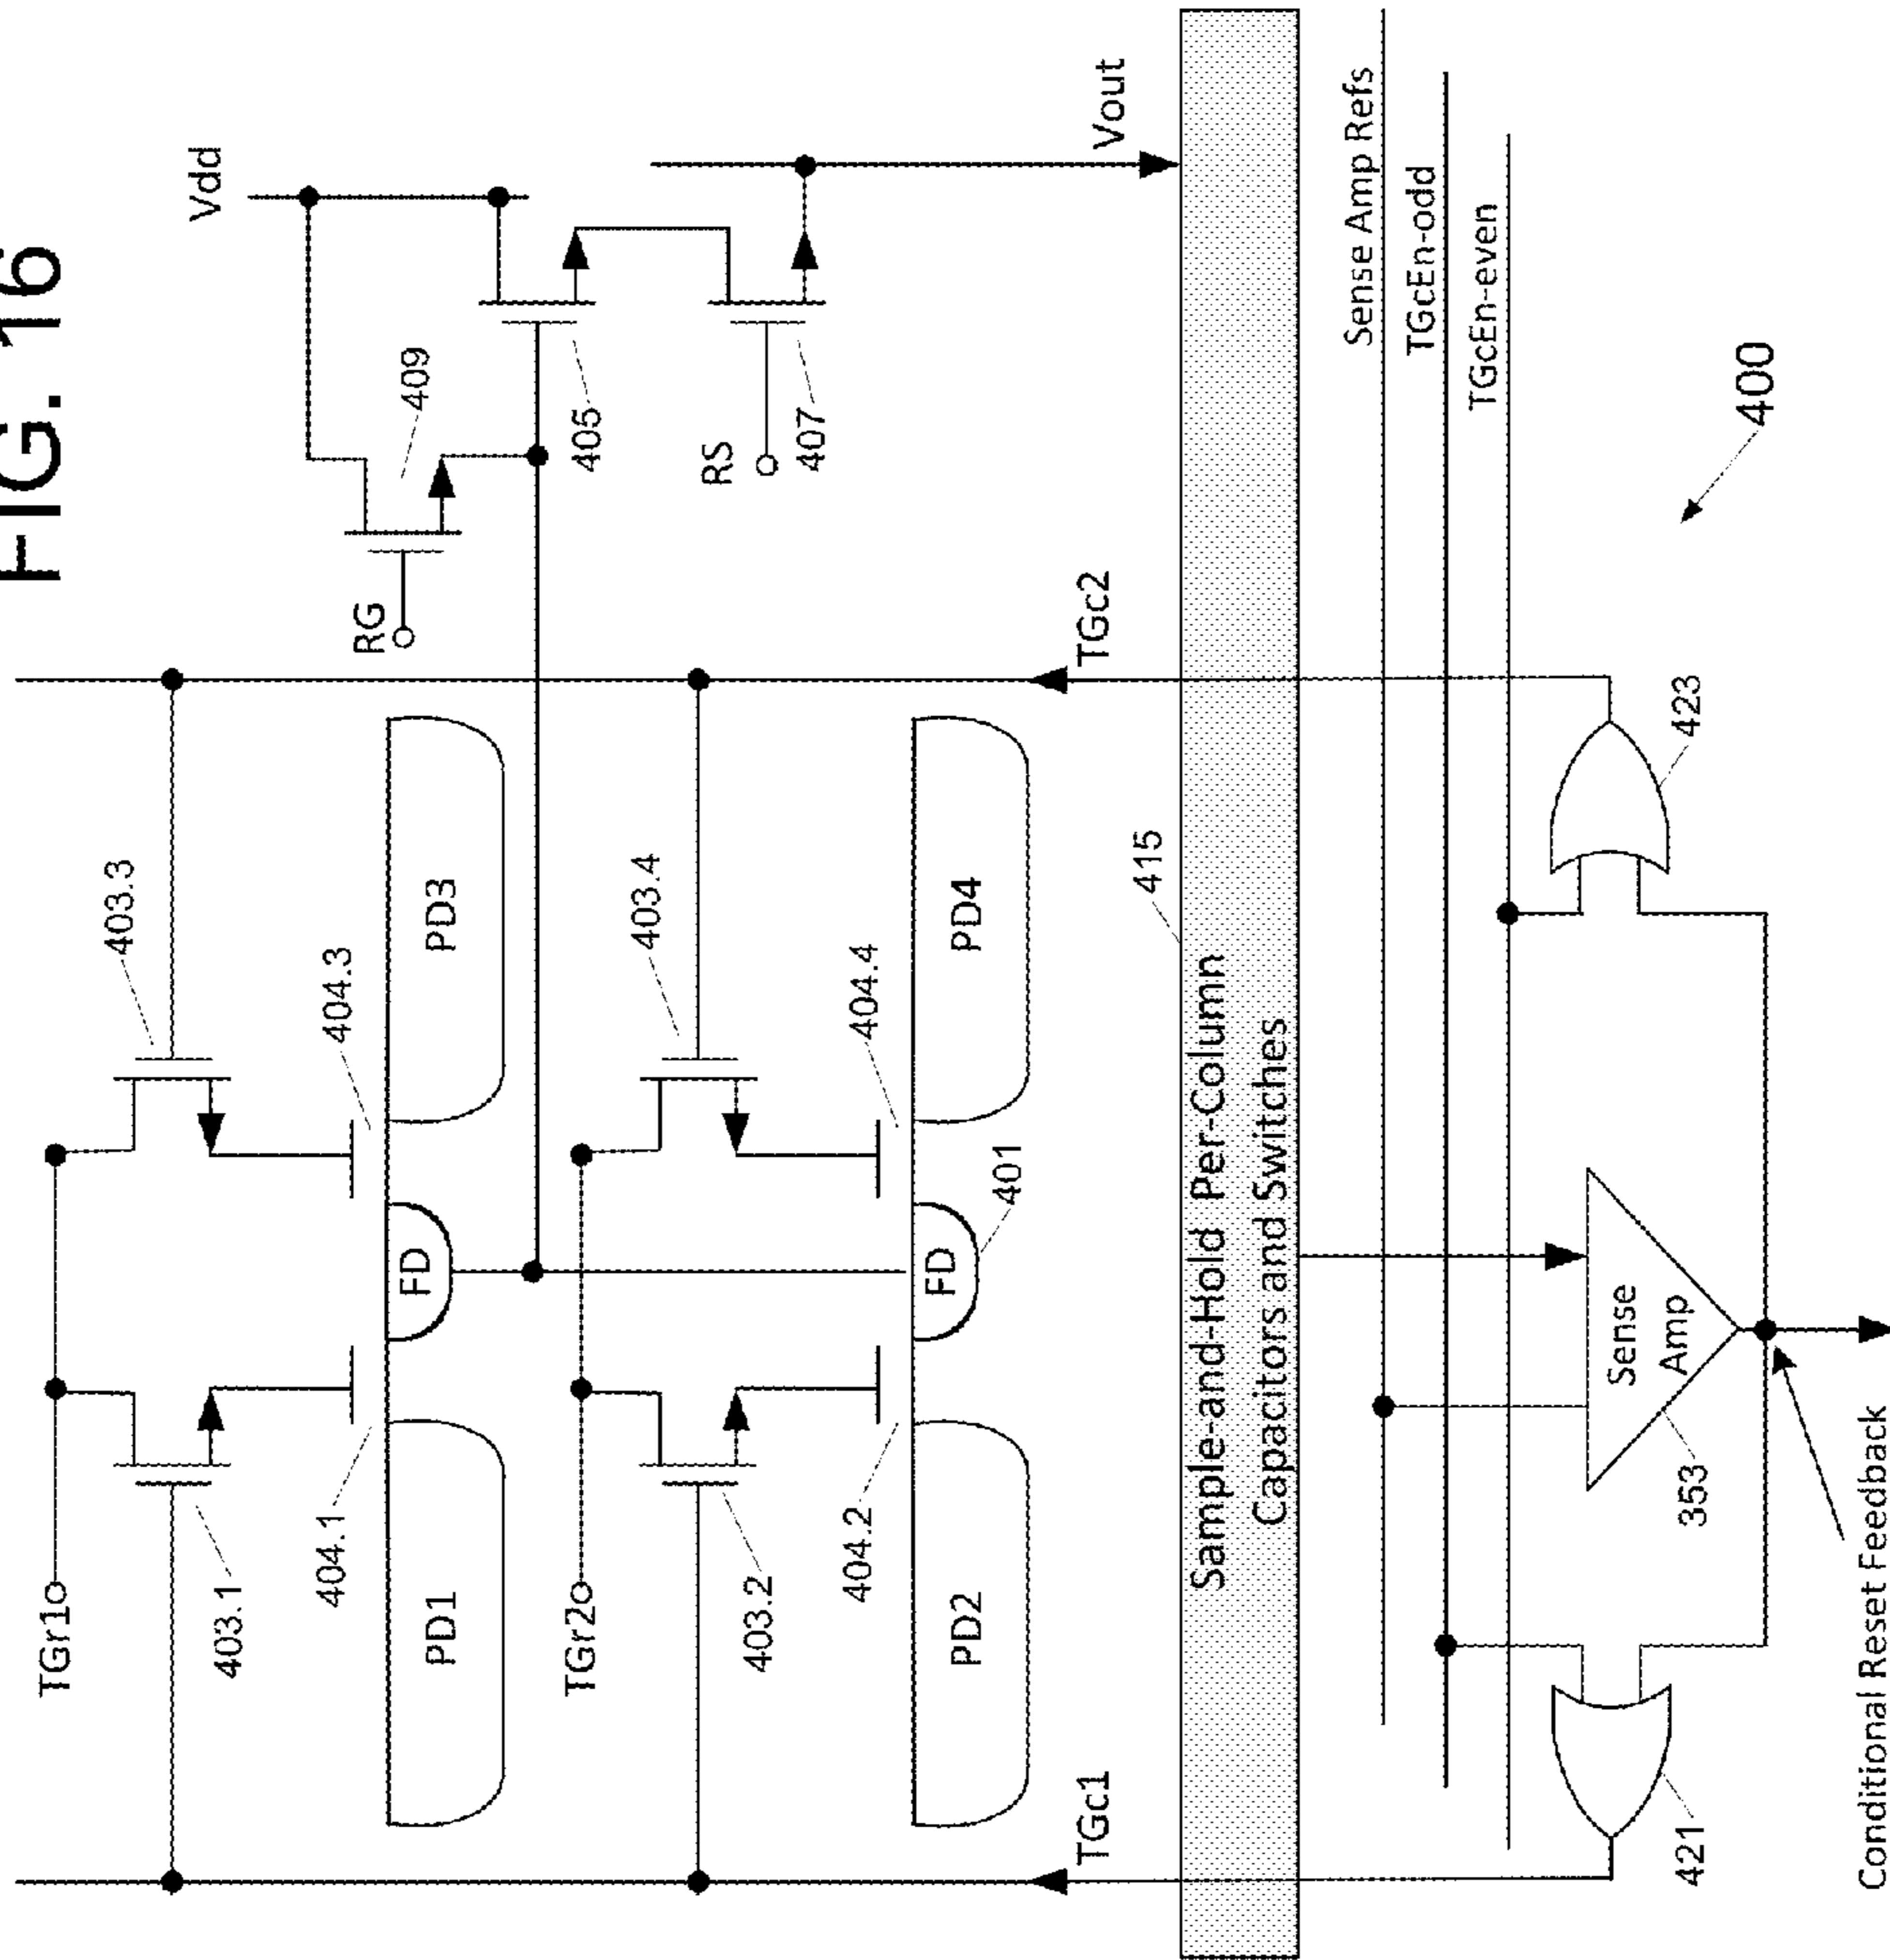 FIG. 16
Vdd
TGr1
403.1
403.3
RG
409
404.1
404.3
PD1
FD
PD3
405
TGr2
403.2
403.4
RS
407
404.2
404.4
PD2
FD
PD4
401
TGc1
TGc2
Vout
415
Sample-and-Hold Per-Column
Capacitors and Switches
Sense Amp Refs
TGcEn-odd
TGcEn-even
421
353
Sense
Amp
423
400
Conditional Reset Feedback